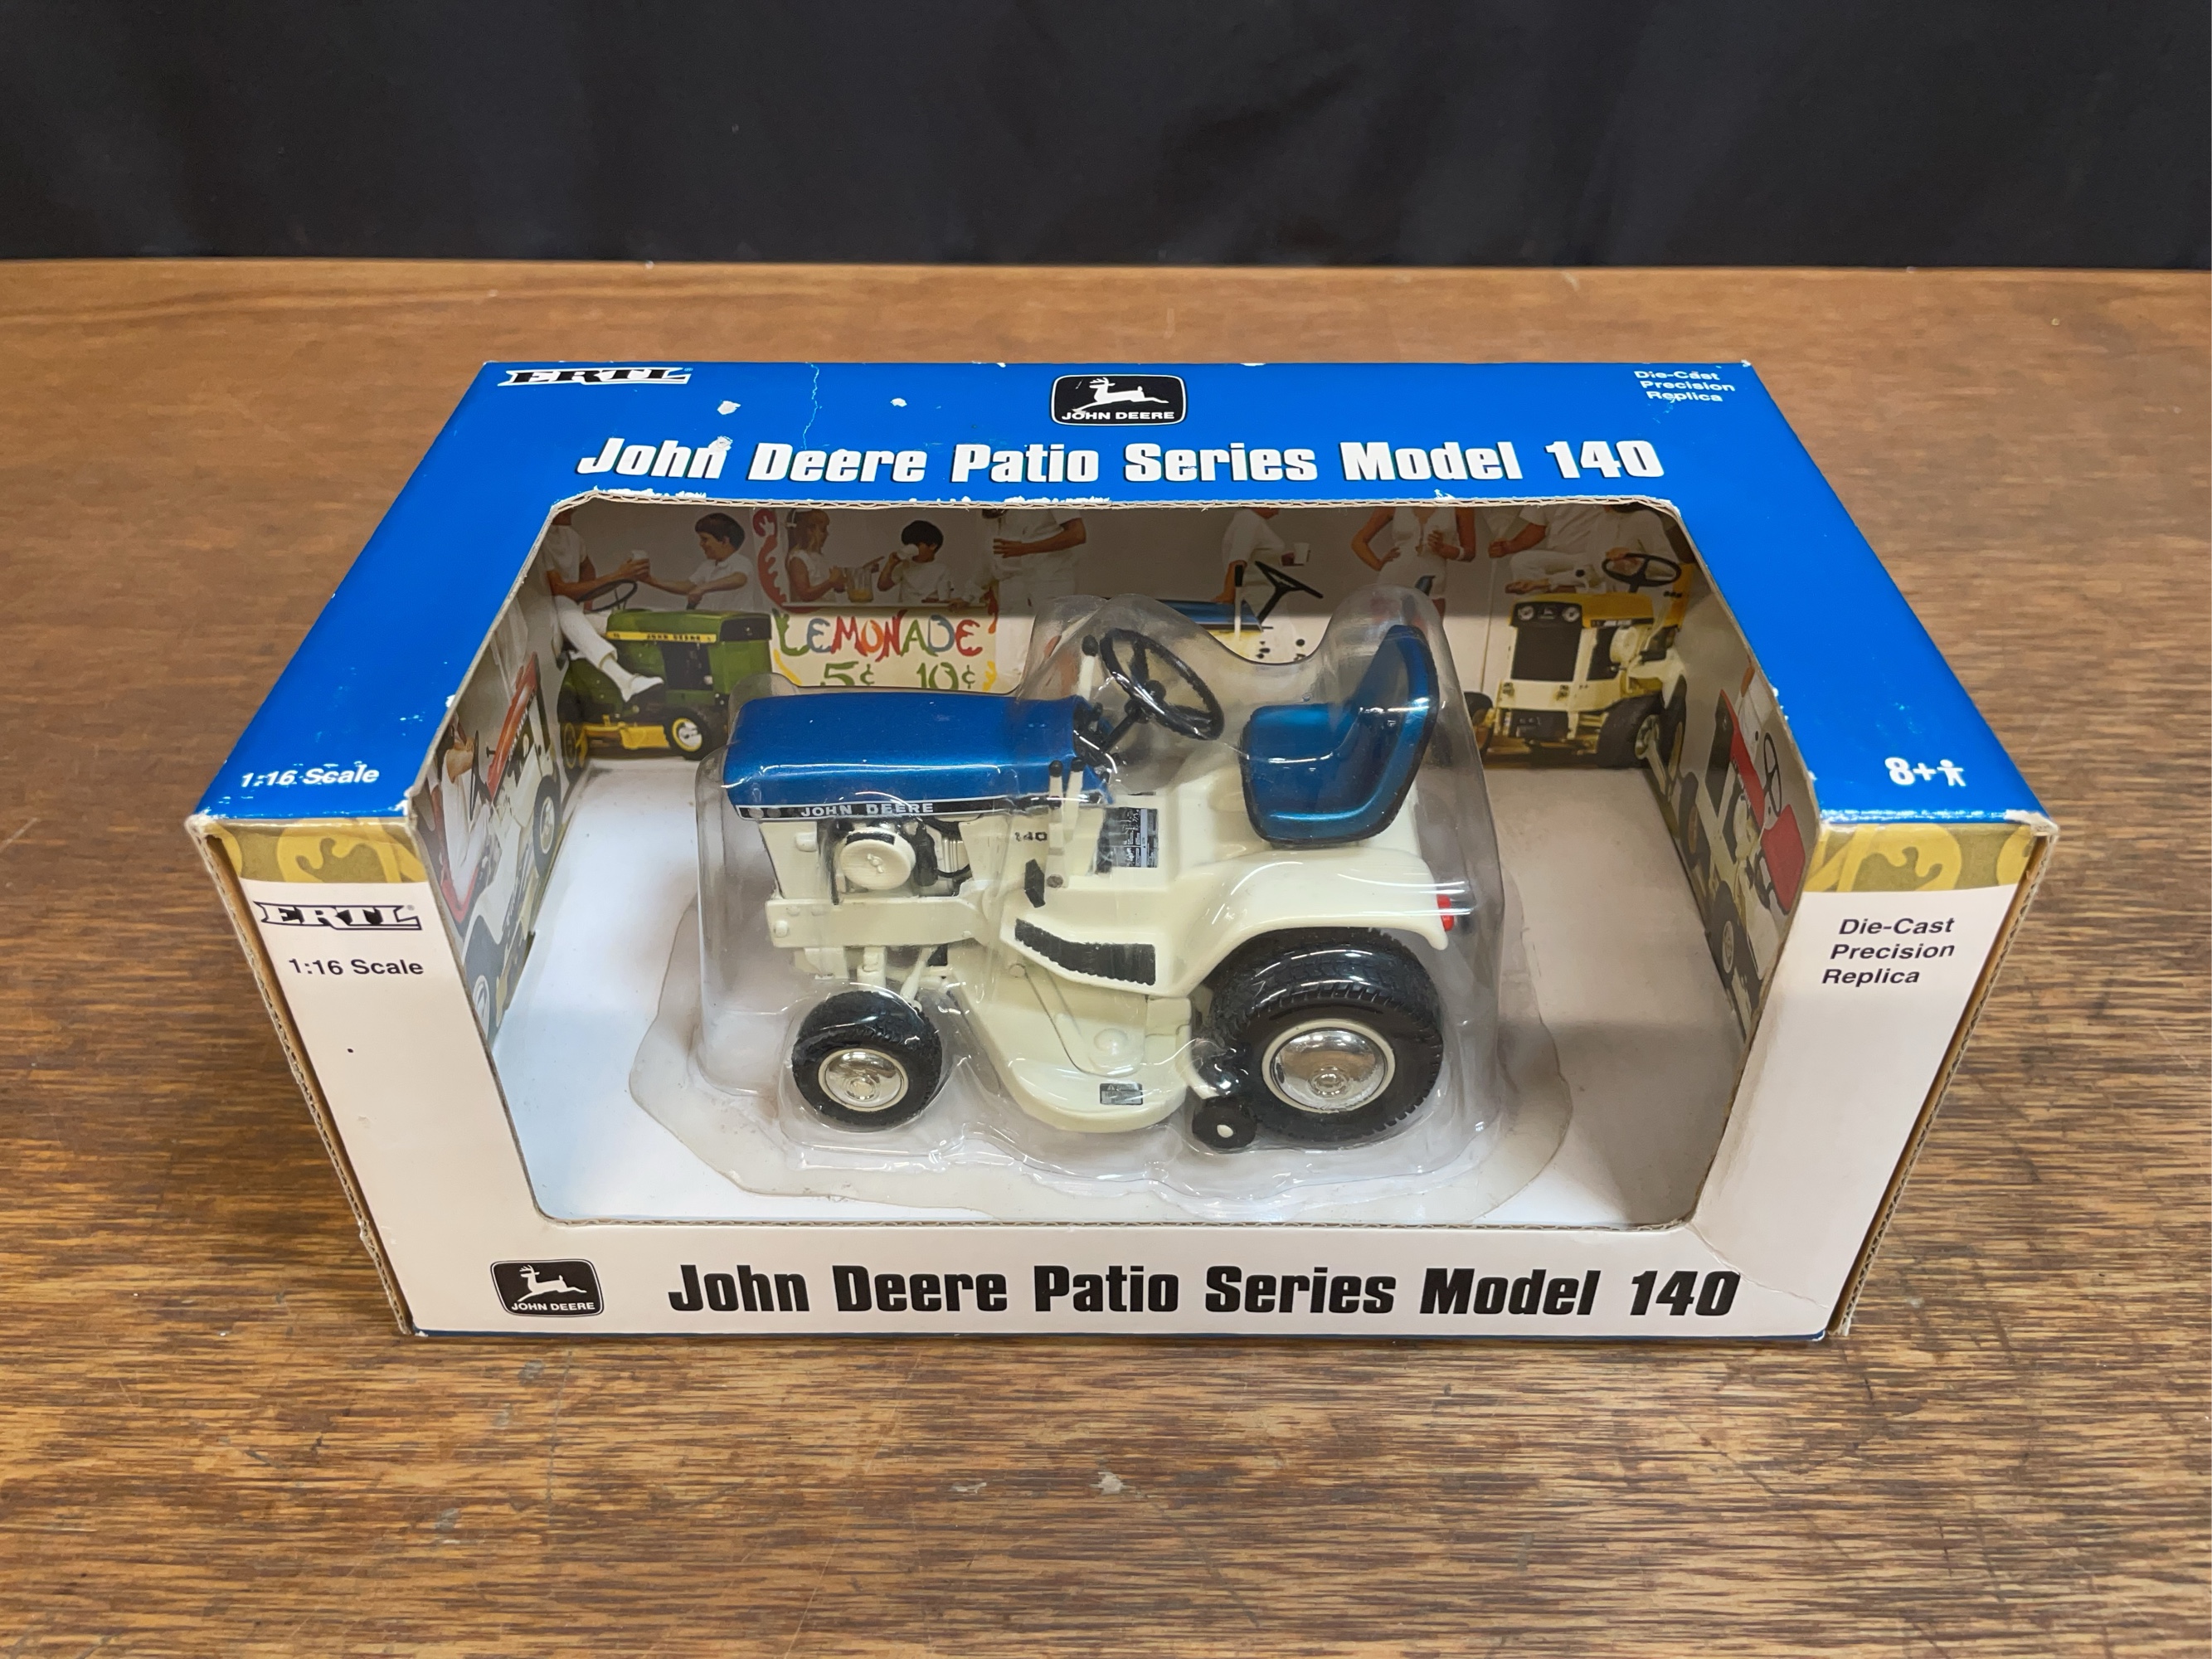 ERTL
JOHN DEERE
Die-Cast
Precision
Replica
John Deere Patio Series Model 140
JOHN DEERE
LEMONADE
5¢ 10¢
1:16 Scale
8+
JOHN DEERE
140
ERTL
1:16 Scale
Die-Cast
Precision
Replica
JOHN DEERE
John Deere Patio Series Model 140